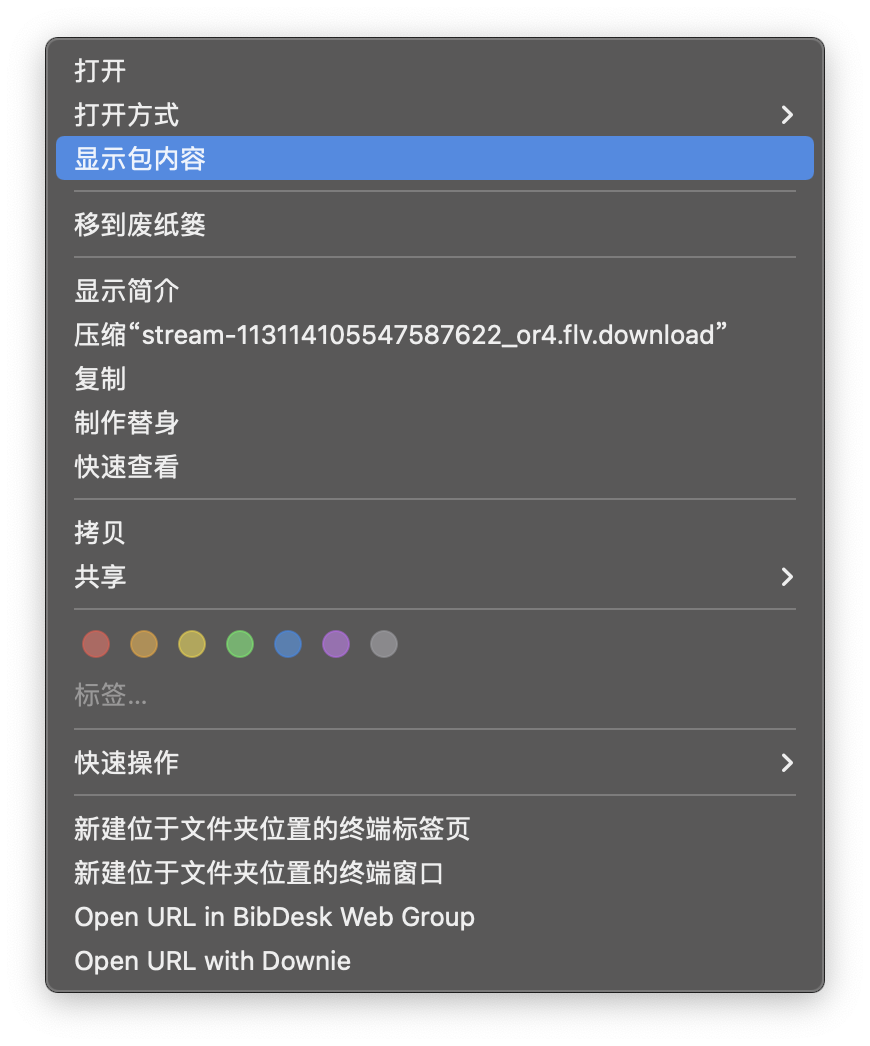 打开
打开方式
显示包内容
移到废纸篓
显示简介
压缩“stream-113114105547587622_or4.flv.download”
复制
制作替身
快速查看
拷贝
共享
标签...
快速操作
新建位于文件夹位置的终端标签页
新建位于文件夹位置的终端窗口
Open URL in BibDesk Web Group
Open URL with Downie